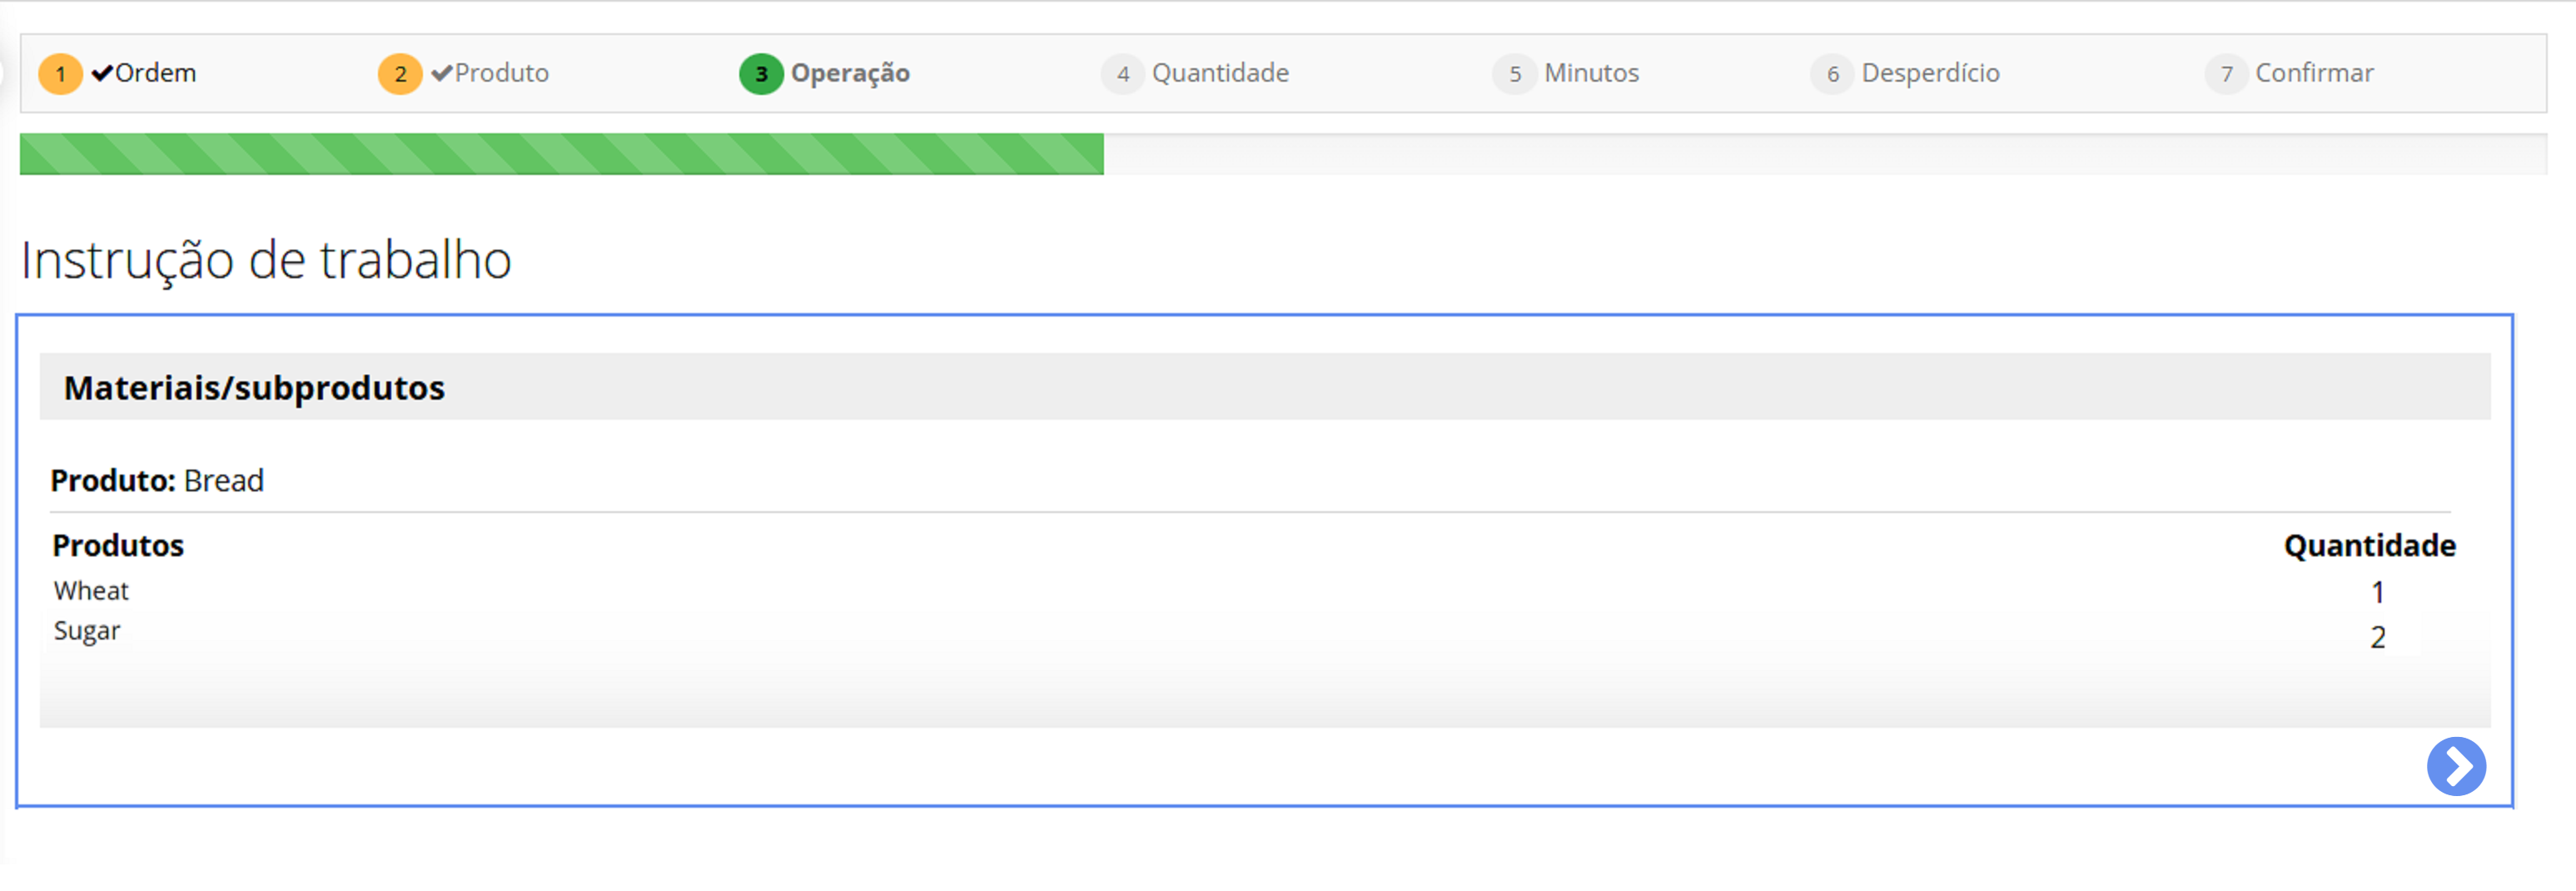 1 ✔Ordem 2 ✔Produto 3 Operação 4 Quantidade 5 Minutos 6 Desperdício 7 Confirmar
Instrução de trabalho
Materiais/subprodutos
Produto: Bread
Produtos Quantidade
Wheat 1
Sugar 2